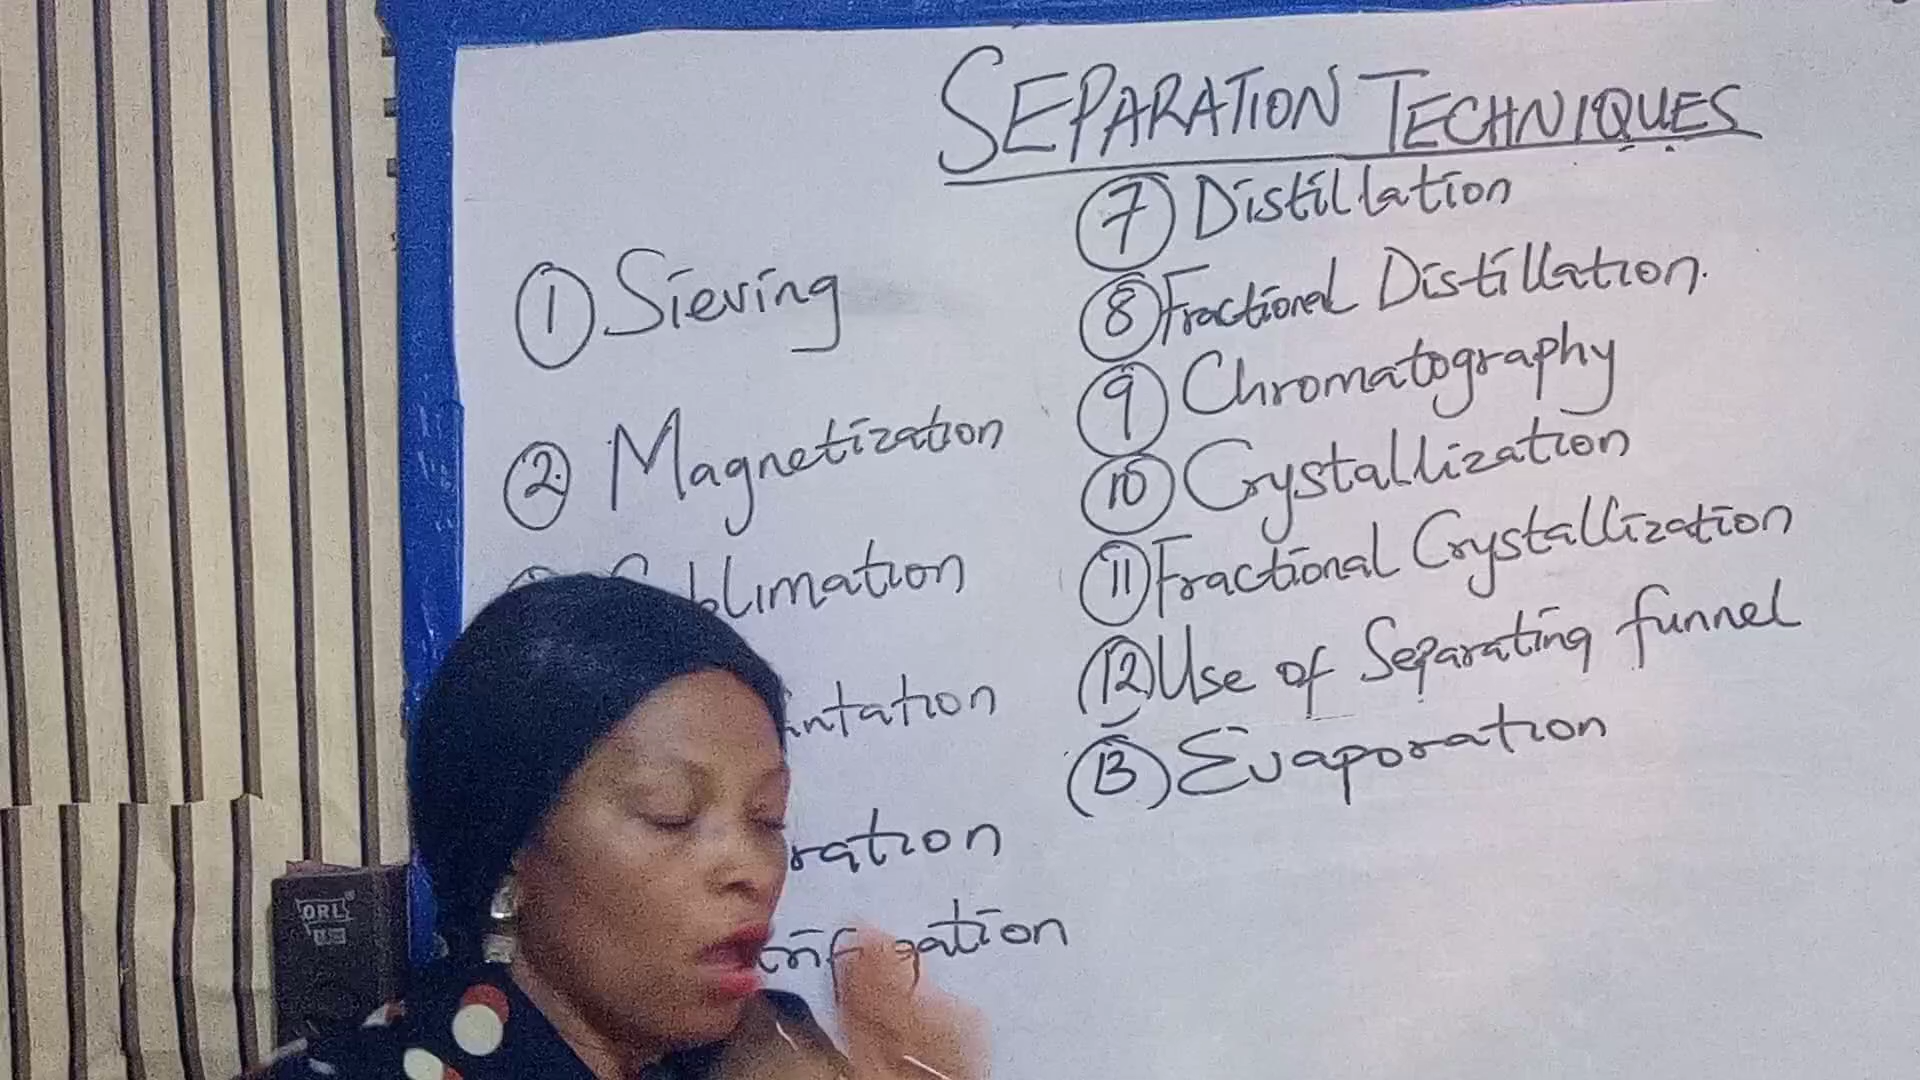 SEPARATION TECHNIQUES
① Sieving
② Magnetization
⑦ Distillation
⑧ Fractional Distillation.
⑨ Chromatography
⑩ Crystallization
⑪ Fractional Crystallization
⑫ Use of Separating funnel
⑬ Evaporation
ORL